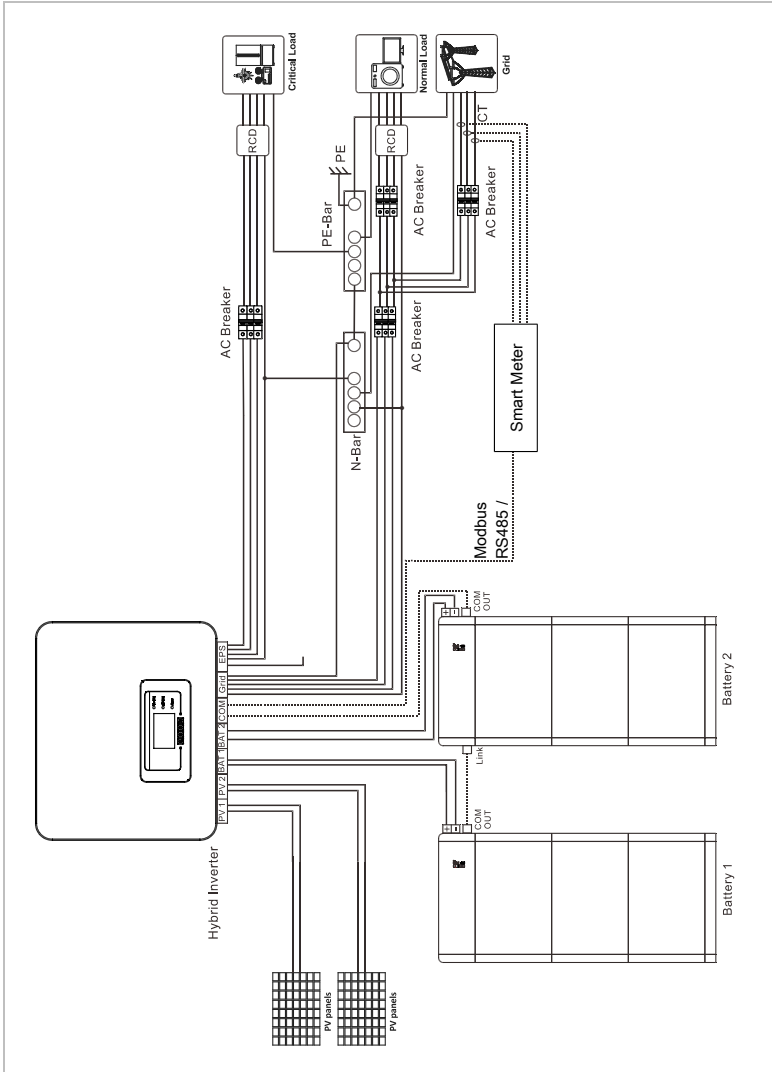 Hybrid Inverter
PV 1
PV 2
BAT 1
BAT 2
COM
Grid
EPS
PV panels
PV panels
Battery 1
COM
OUT
Link
Battery 2
COM
OUT
Modbus
RS485 /
Smart Meter
CT
N-Bar
PE-Bar
PE
AC Breaker
AC Breaker
AC Breaker
AC Breaker
RCD
RCD
Critical Load
Normal Load
Grid